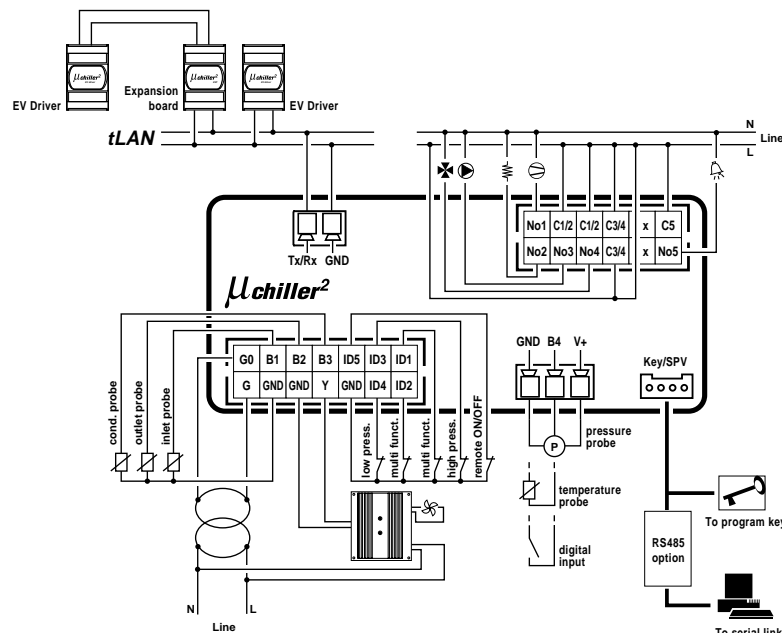 µchiller²
µchiller²
µchiller²
EV Driver
Expansion
board
EV Driver
tLAN
N
Line
L
No1 C1/2 C1/2 C3/4 x C5
No2 No3 No4 C3/4 x No5
Tx/Rx GND
µchiller²
G0 B1 B2 B3 ID5 ID3 ID1
G GND GND Y GND ID4 ID2
GND B4 V+
Key/SPV
cond. probe
outlet probe
inlet probe
low press.
multi funct.
multi funct.
high press.
remote ON/OFF
P
pressure
probe
temperature
probe
digital
input
To program key
RS485
option
N L
Line
To serial link